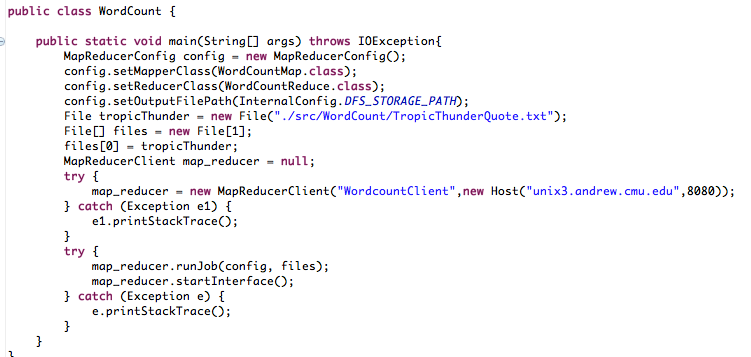 public class WordCount {
    public static void main(String[] args) throws IOException{
        MapReducerConfig config = new MapReducerConfig();
        config.setMapperClass(WordCountMap.class);
        config.setReducerClass(WordCountReduce.class);
        config.setOutputFilePath(InternalConfig.DFS_STORAGE_PATH);
        File tropicThunder = new File("./src/WordCount/TropicThunderQuote.txt");
        File[] files = new File[1];
        files[0] = tropicThunder;
        MapReducerClient map_reducer = null;
        try {
            map_reducer = new MapReducerClient("WordcountClient",new Host("unix3.andrew.cmu.edu",8080));
        } catch (Exception e1) {
            e1.printStackTrace();
        }
        try {
            map_reducer.runJob(config, files);
            map_reducer.startInterface();
        } catch (Exception e) {
            e.printStackTrace();
        }
    }
}